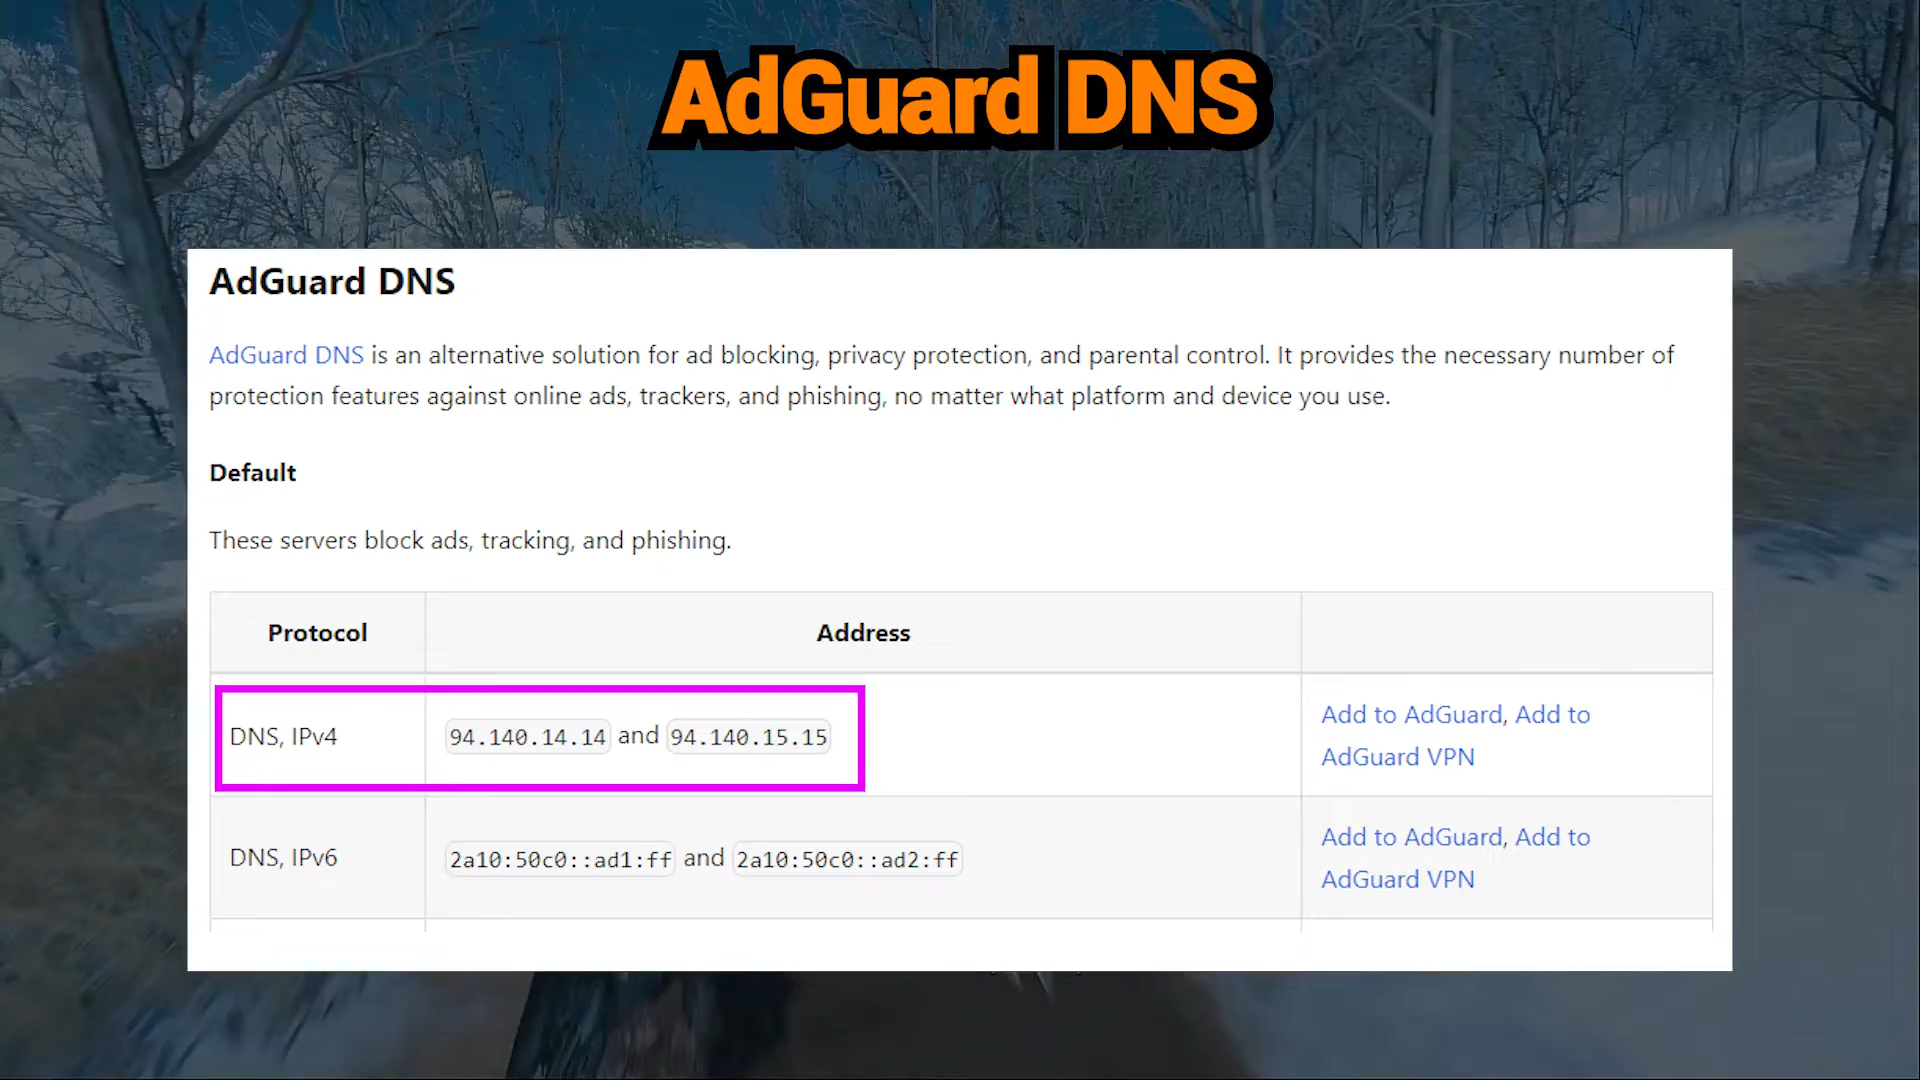 AdGuard DNS
AdGuard DNS
AdGuard DNS is an alternative solution for ad blocking, privacy protection, and parental control. It provides the necessary number of
protection features against online ads, trackers, and phishing, no matter what platform and device you use.
Default
These servers block ads, tracking, and phishing.
Protocol Address
DNS, IPv4 94.140.14.14 and 94.140.15.15 Add to AdGuard, Add to
AdGuard VPN
DNS, IPv6 2a10:50c0::ad1:ff and 2a10:50c0::ad2:ff Add to AdGuard, Add to
AdGuard VPN